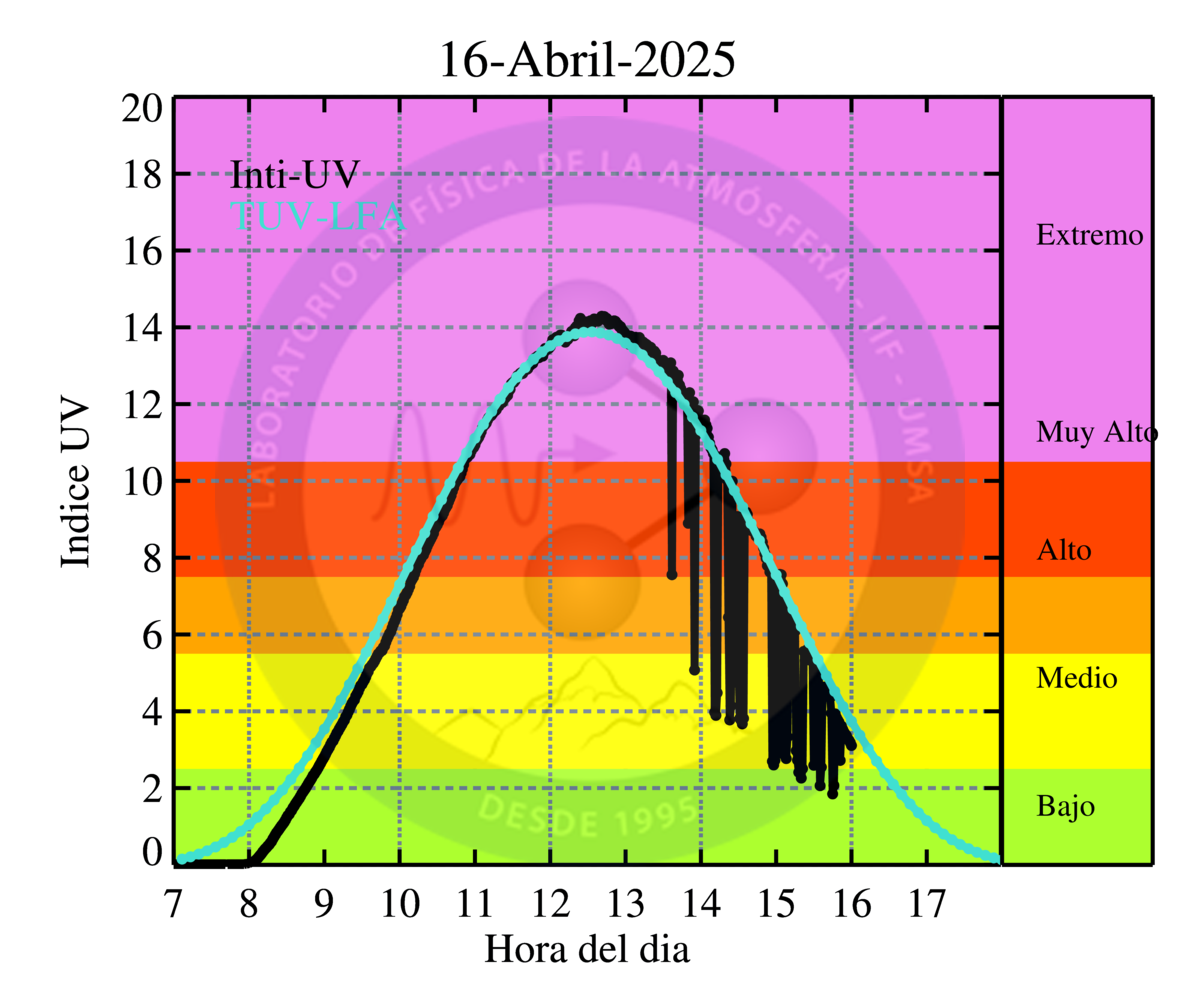 16-Abril-2025
20
18
16
14
12
10
8
6
4
2
0
Indice UV
Inti-UV
TUV-LFA
LABORATORIO DE FÍSICA DE LA ATMÓSFERA - IIF - UMSA
DESDE 1995
Extremo
Muy Alto
Alto
Medio
Bajo
7 8 9 10 11 12 13 14 15 16 17
Hora del dia